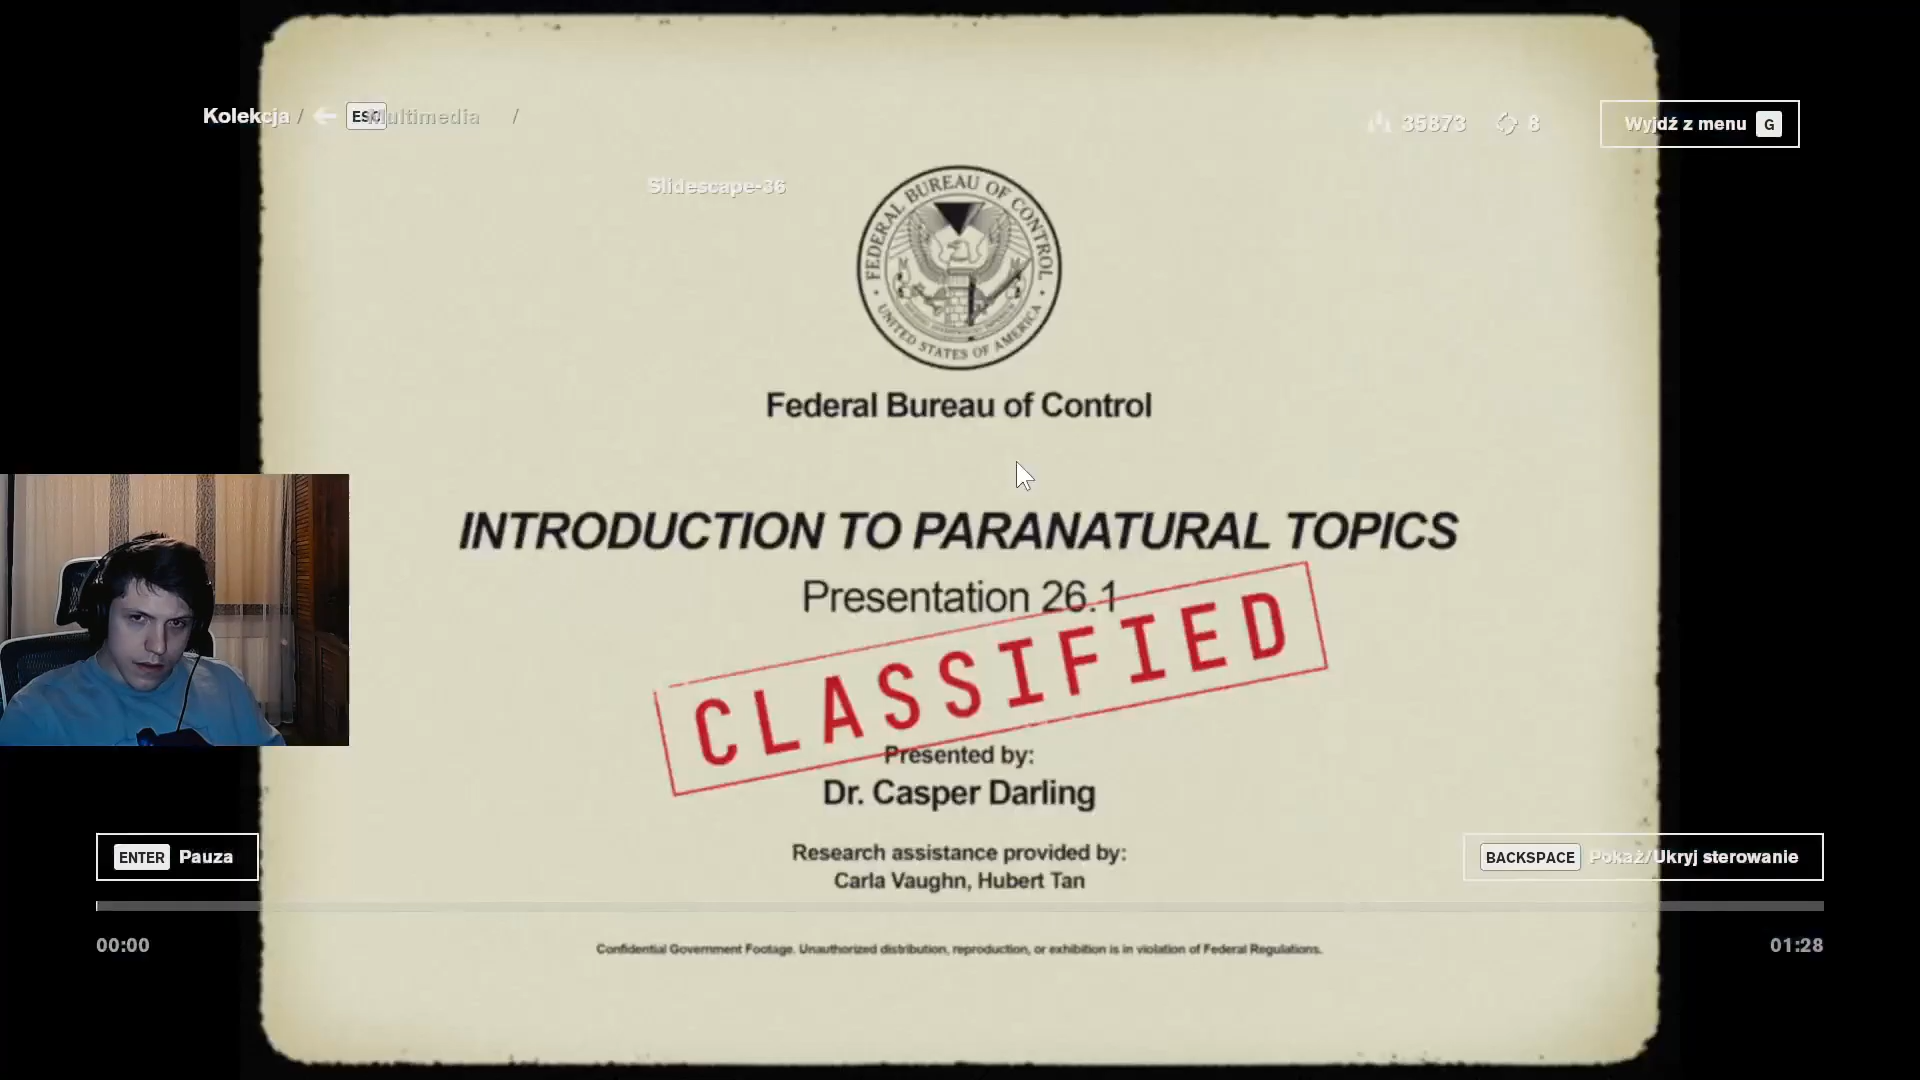 Kolekcja / ESC Multimedia /
35873 8
Wyjdź z menu G
Slidescape-36
FEDERAL BUREAU OF CONTROL
UNITED STATES OF AMERICA
Federal Bureau of Control
INTRODUCTION TO PARANATURAL TOPICS
Presentation 26.1
CLASSIFIED
Presented by:
Dr. Casper Darling
Research assistance provided by:
Carla Vaughn, Hubert Tan
ENTER Pauza
BACKSPACE Pokaż/Ukryj sterowanie
00:00
01:28
Confidential Government Footage. Unauthorized distribution, reproduction, or exhibition is in violation of Federal Regulations.